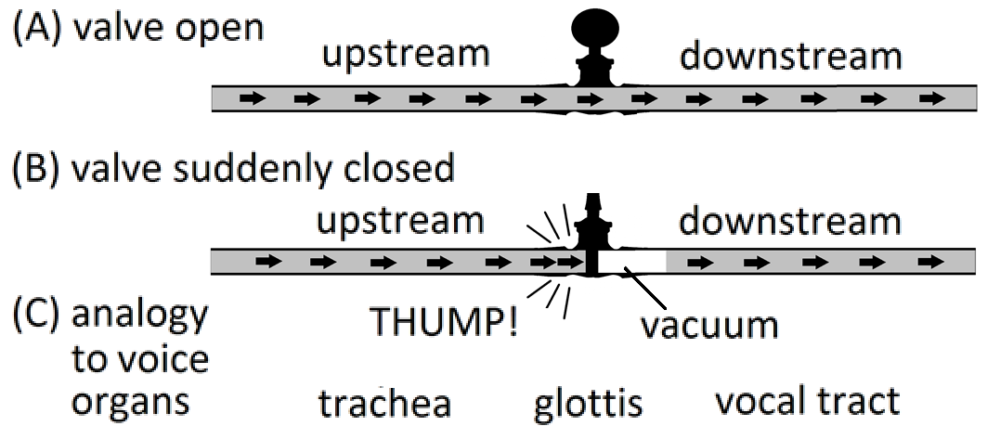 (A) valve open
upstream downstream
(B) valve suddenly closed
upstream downstream
THUMP! vacuum
(C) analogy
to voice
organs trachea glottis vocal tract